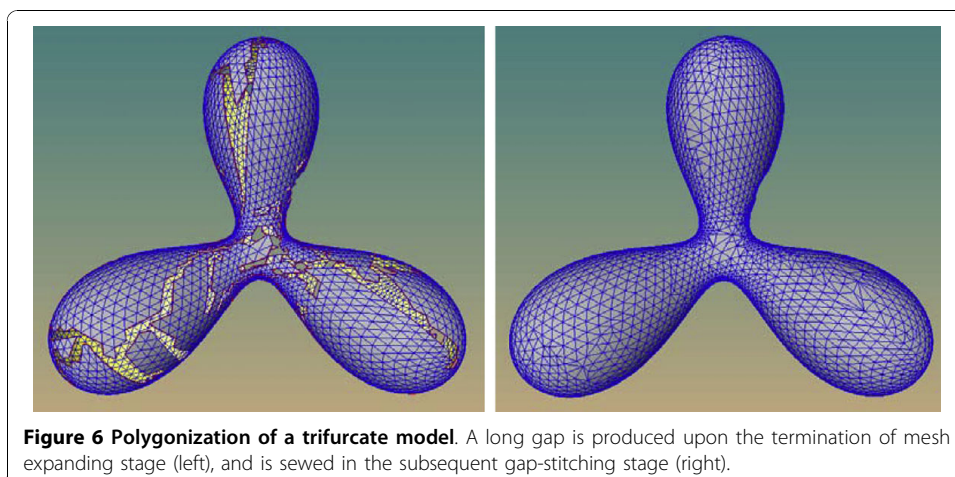 Figure 6 Polygonization of a trifurcate model. A long gap is produced upon the termination of mesh
expanding stage (left), and is sewed in the subsequent gap-stitching stage (right).